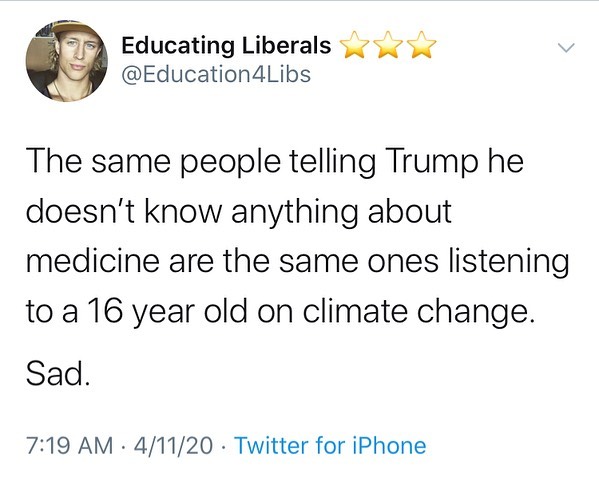 Educating Liberals ⭐⭐⭐
@Education4Libs
The same people telling Trump he
doesn’t know anything about
medicine are the same ones listening
to a 16 year old on climate change.
Sad.
7:19 AM · 4/11/20 · Twitter for iPhone